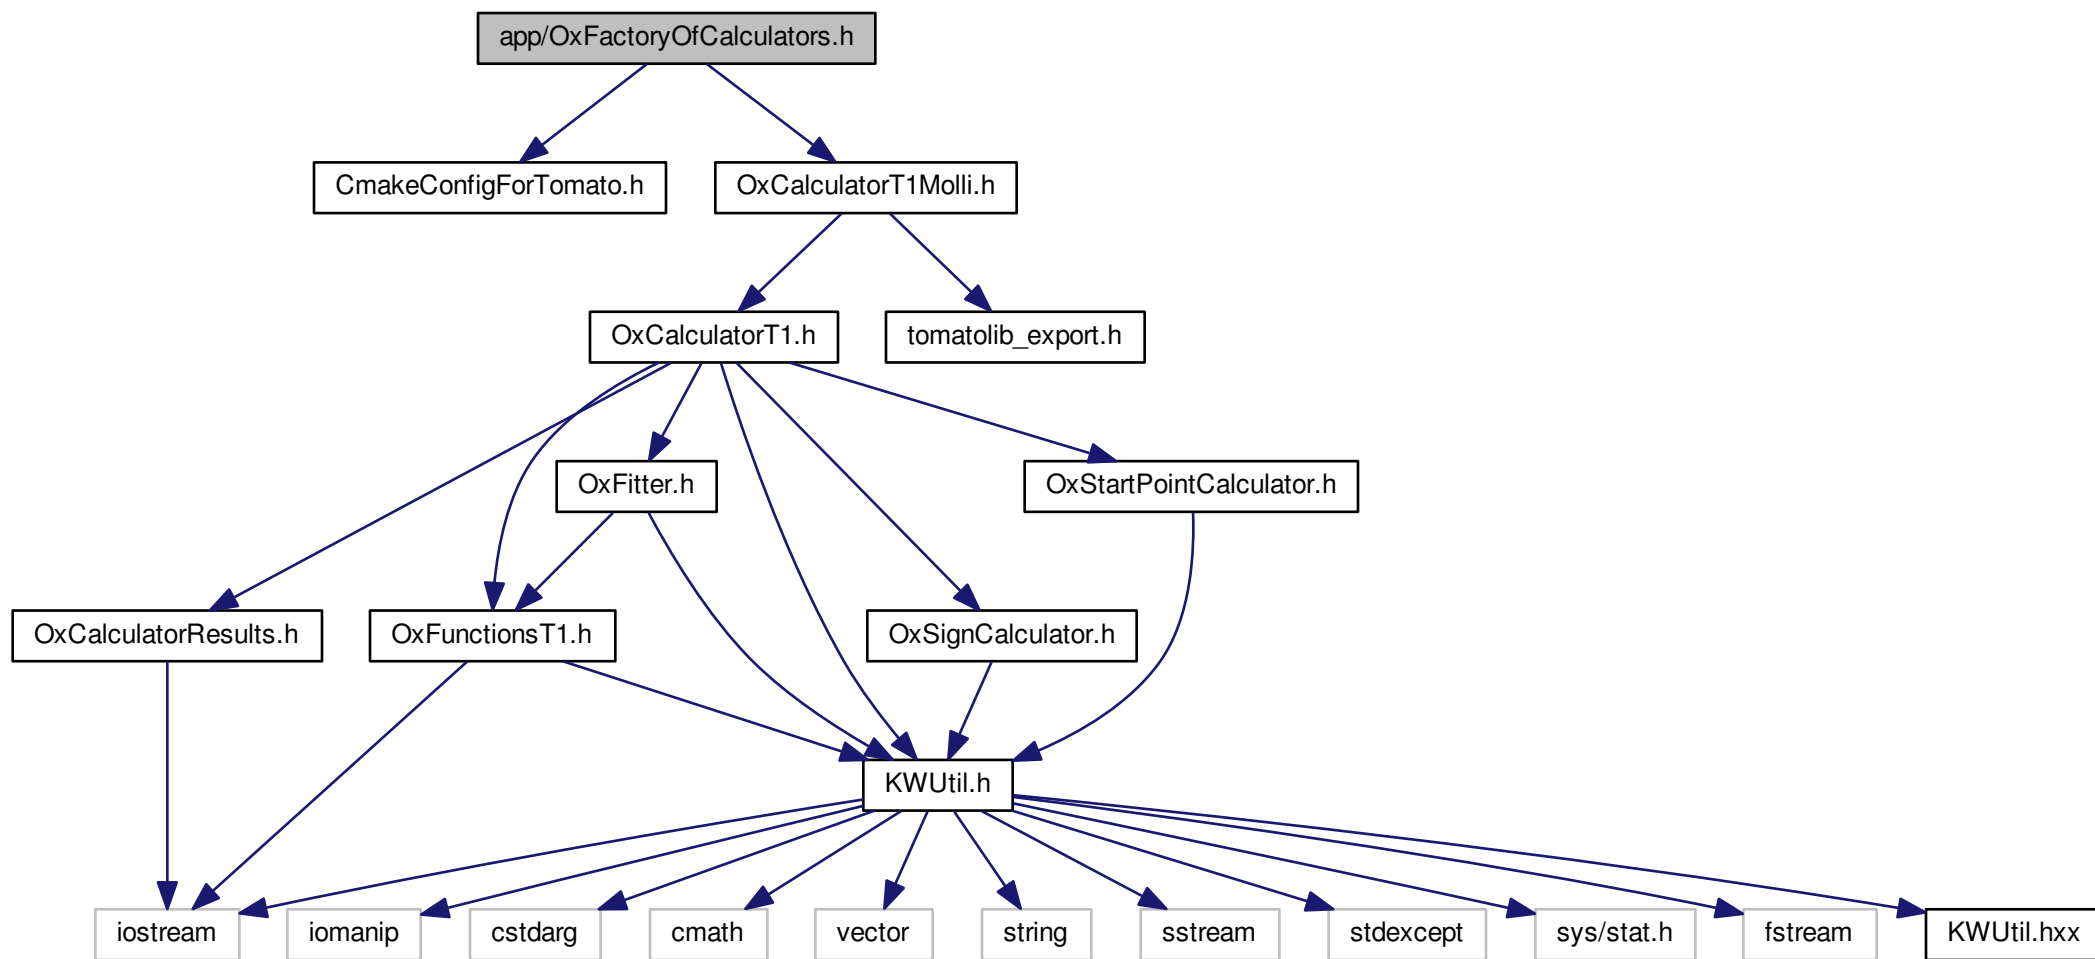 app/OxFactoryOfCalculators.h
CmakeConfigForTomato.h
OxCalculatorT1Molli.h
OxCalculatorT1.h
tomatolib_export.h
OxFitter.h
OxStartPointCalculator.h
OxCalculatorResults.h
OxFunctionsT1.h
OxSignCalculator.h
KWUtil.h
iostream
iomanip
cstdarg
cmath
vector
string
sstream
stdexcept
sys/stat.h
fstream
KWUtil.hxx